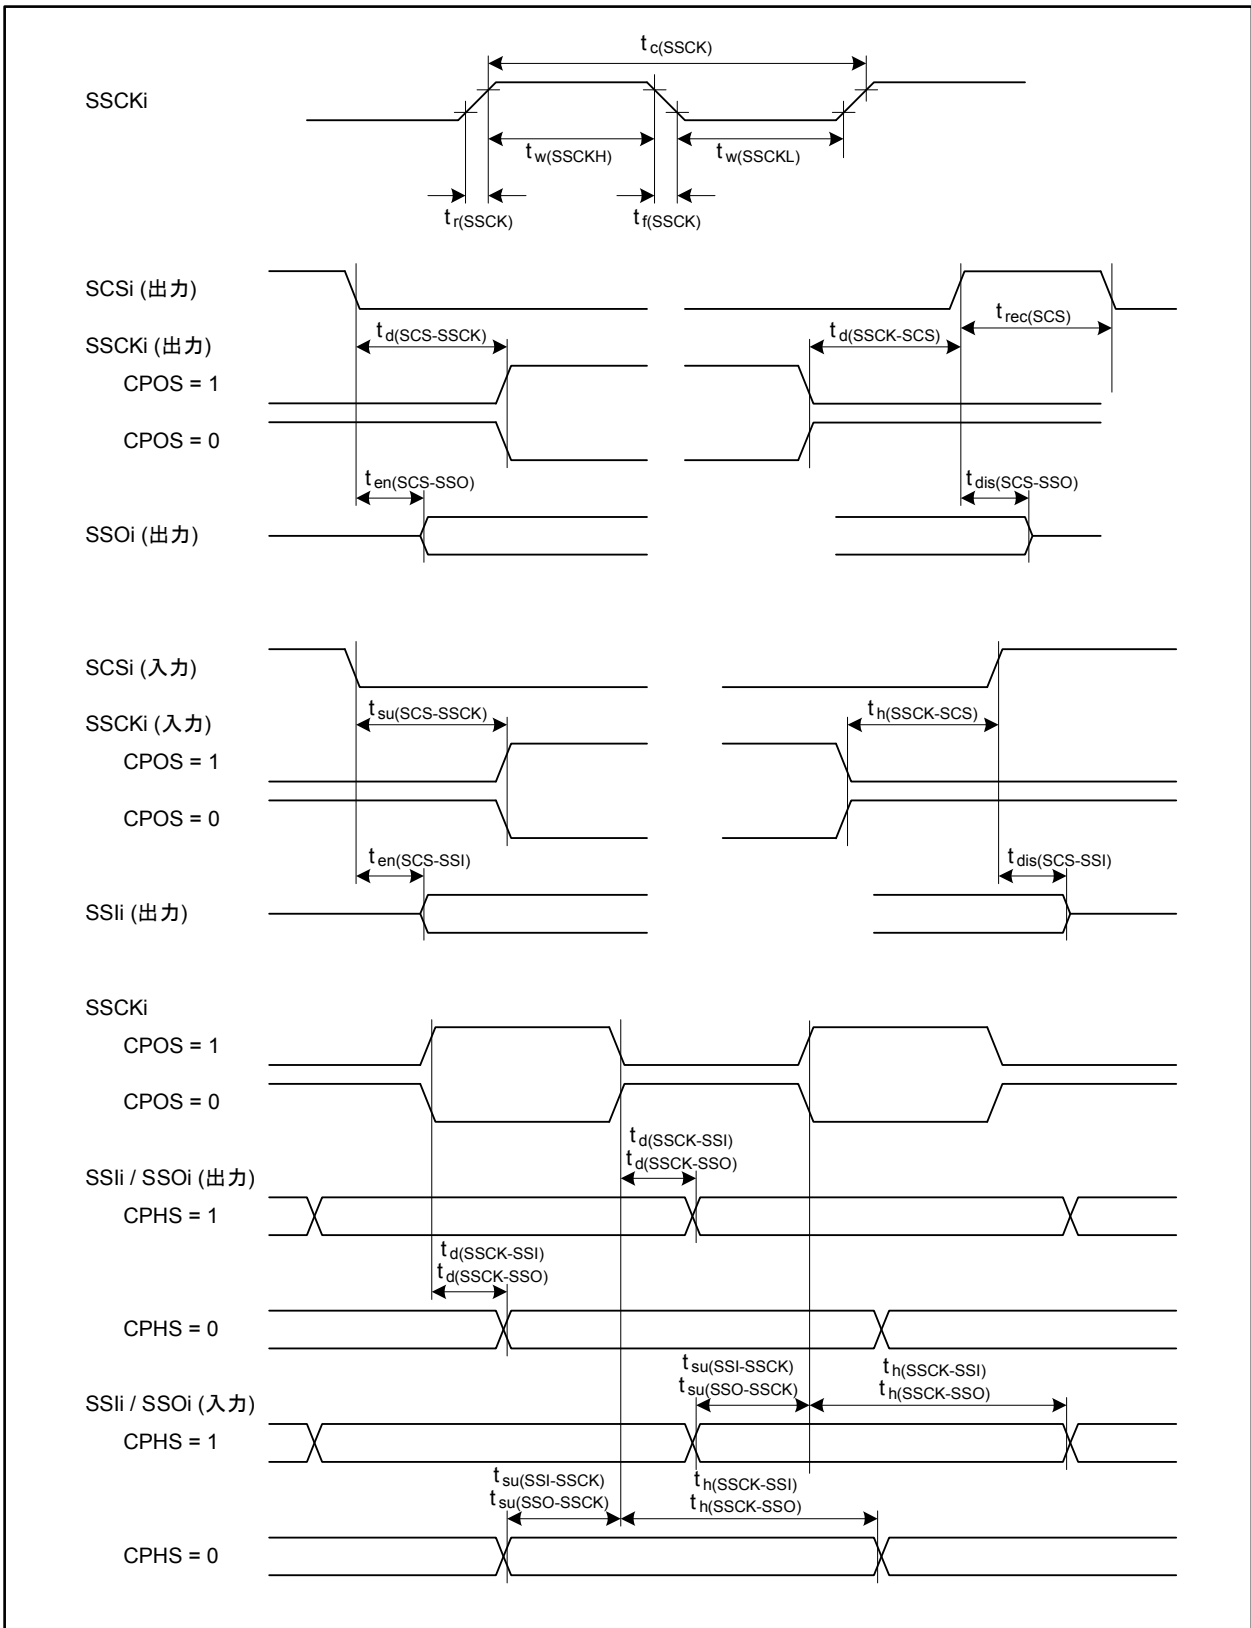 tc(SSCK)
SSCKi
tw(SSCKH) tw(SSCKL)
tr(SSCK) tf(SSCK)
SCSi (出力)
trec(SCS)
td(SCS-SSCK) td(SSCK-SCS)
SSCKi (出力)
CPOS = 1
CPOS = 0
ten(SCS-SSO) tdis(SCS-SSO)
SSOi (出力)
SCSi (入力)
tsu(SCS-SSCK) th(SSCK-SCS)
SSCKi (入力)
CPOS = 1
CPOS = 0
ten(SCS-SSI) tdis(SCS-SSI)
SSIi (出力)
SSCKi
CPOS = 1
CPOS = 0
td(SSCK-SSI)
td(SSCK-SSO)
SSIi / SSOi (出力)
CPHS = 1
td(SSCK-SSI)
td(SSCK-SSO)
CPHS = 0
tsu(SSI-SSCK) th(SSCK-SSI)
tsu(SSO-SSCK) th(SSCK-SSO)
SSIi / SSOi (入力)
CPHS = 1
tsu(SSI-SSCK) th(SSCK-SSI)
tsu(SSO-SSCK) th(SSCK-SSO)
CPHS = 0